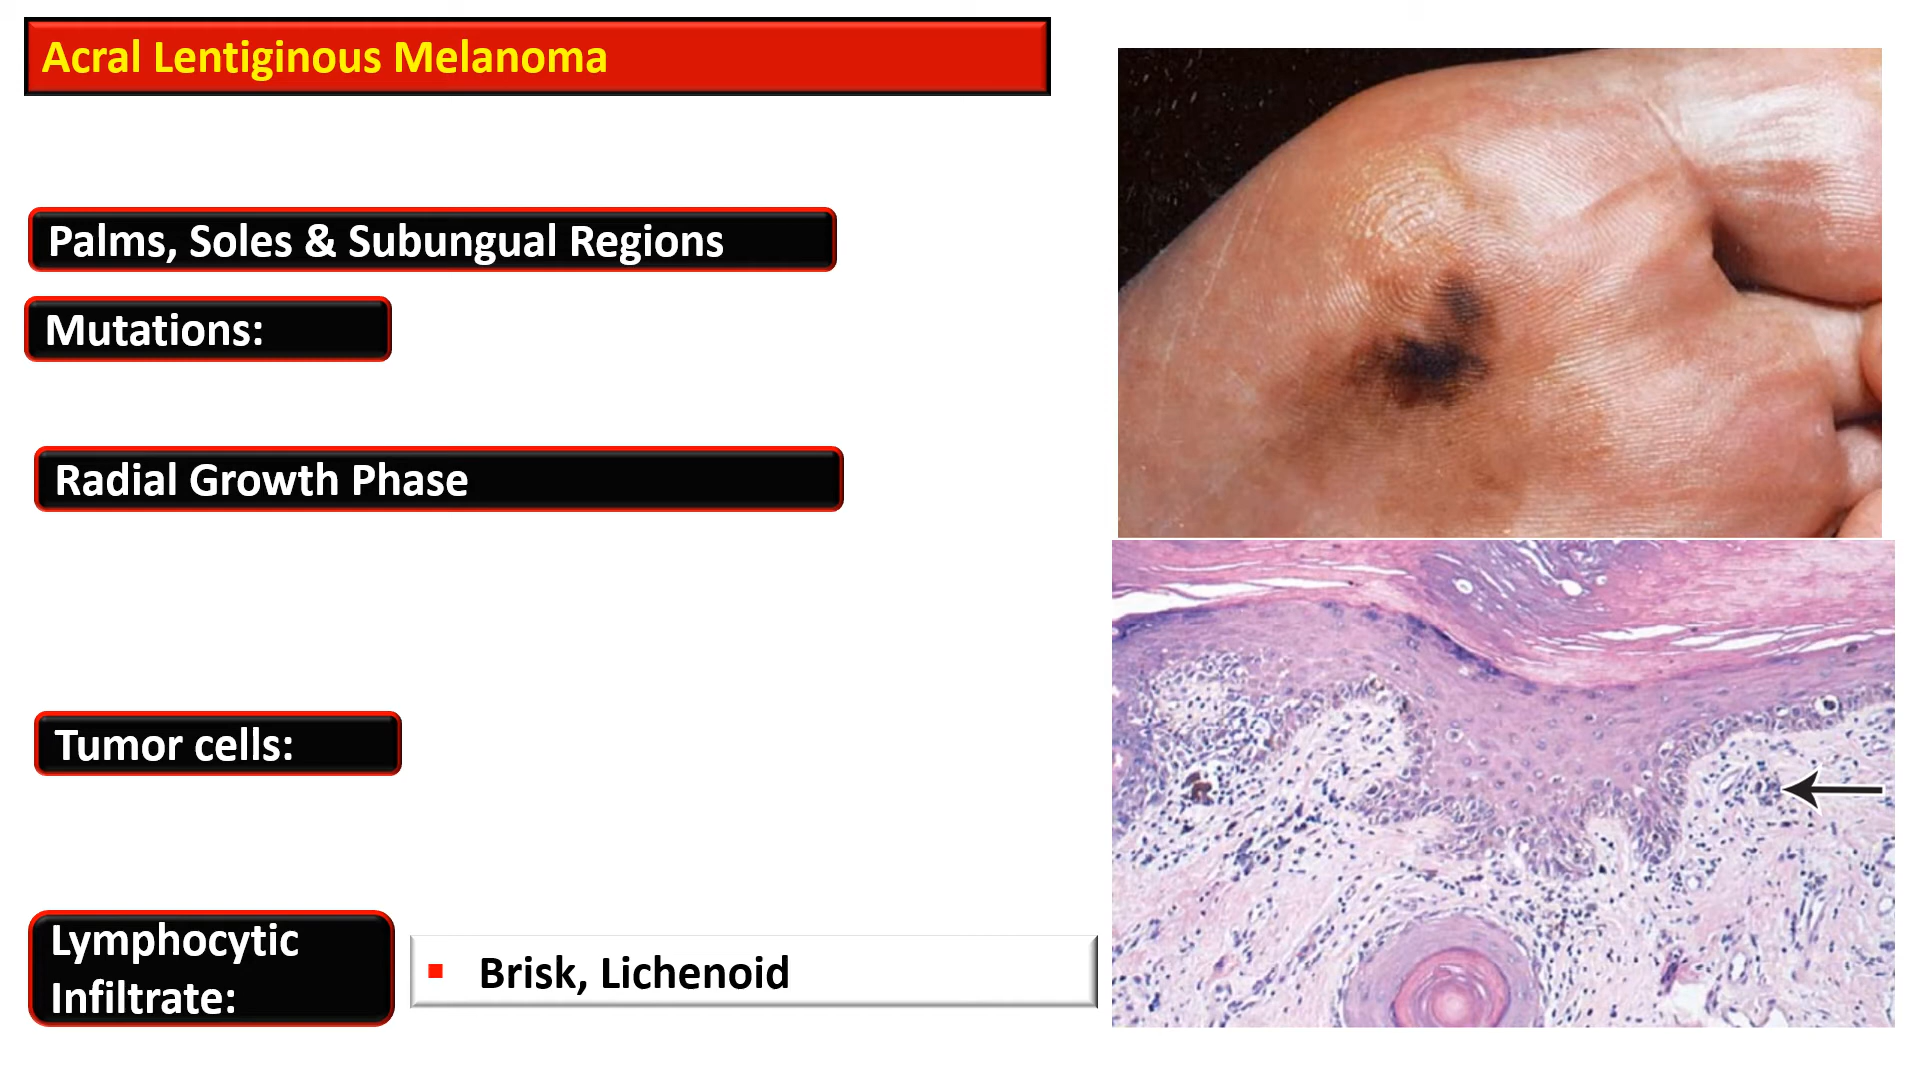 Acral Lentiginous Melanoma
Palms, Soles & Subungual Regions
Mutations:
Radial Growth Phase
Tumor cells:
Lymphocytic
Infiltrate:
Brisk, Lichenoid